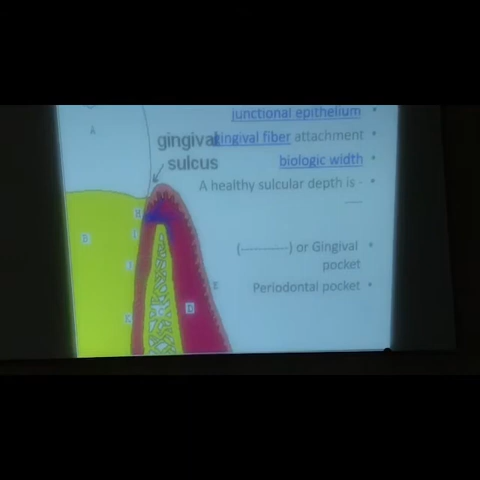 junctional epithelium •
gingival fiber attachment •
biologic width •
A healthy sulcular depth is - •
----
(-----------) or Gingival •
pocket
Periodontal pocket •
gingival
sulcus
A
B
H
I
J
K
D
E